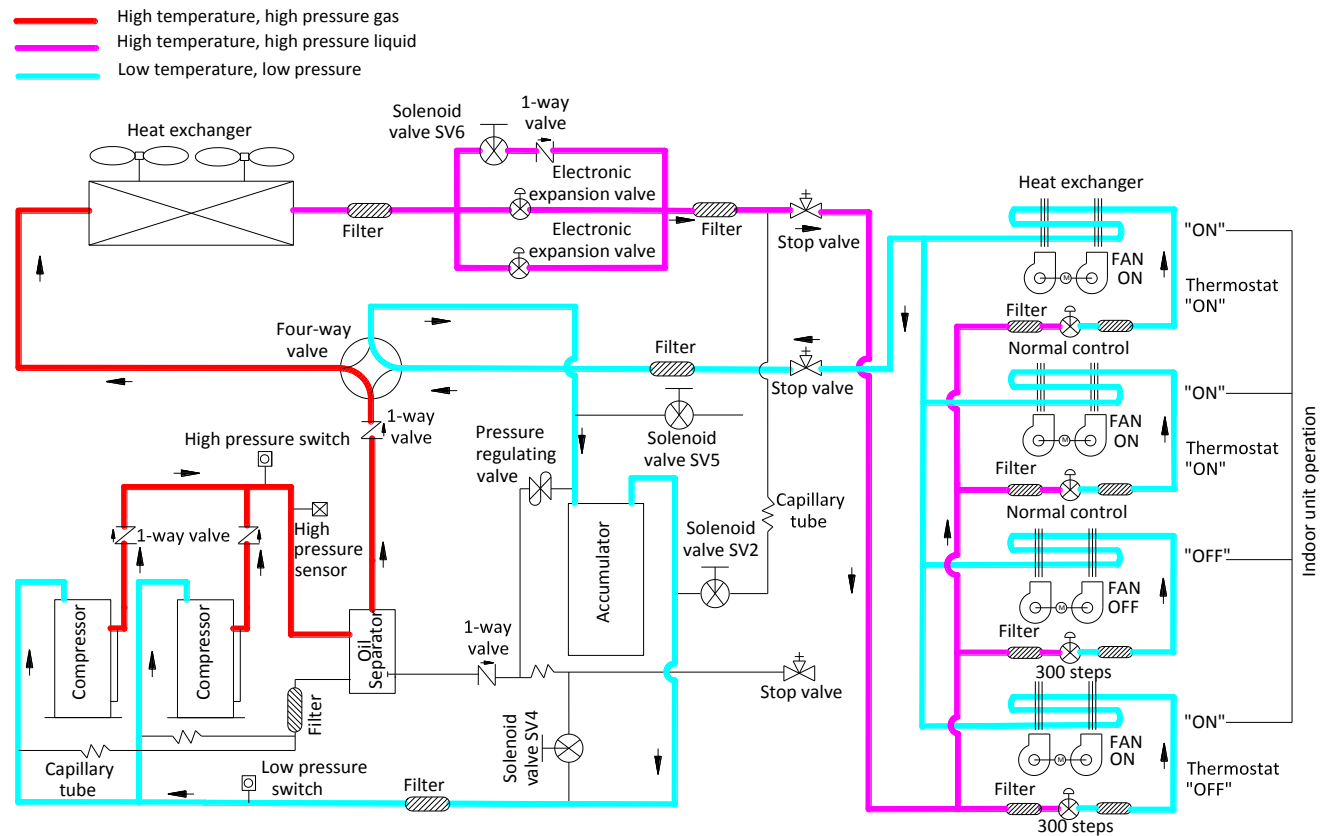 High temperature, high pressure gas
High temperature, high pressure liquid
Low temperature, low pressure
Heat exchanger
Solenoid
valve SV6
1-way
valve
Electronic
expansion valve
Filter
Filter
Electronic
expansion valve
Stop valve
Heat exchanger
"ON"
FAN
ON
Thermostat
"ON"
Filter
Normal control
Four-way
valve
Filter
Stop valve
"ON"
FAN
ON
Thermostat
"ON"
Filter
Normal control
1-way
valve
High pressure switch
Pressure
regulating
valve
Solenoid
valve SV5
Capillary
tube
1-way valve
High
pressure
sensor
Solenoid
valve SV2
Accumulator
"OFF"
FAN
OFF
Filter
300 steps
Indoor unit operation
Compressor
Compressor
Oil
Separator
1-way
valve
Stop valve
Filter
Solenoid
valve SV4
"ON"
FAN
ON
Thermostat
"OFF"
Filter
300 steps
Capillary
tube
Low pressure
switch
Filter
M
M
M
M